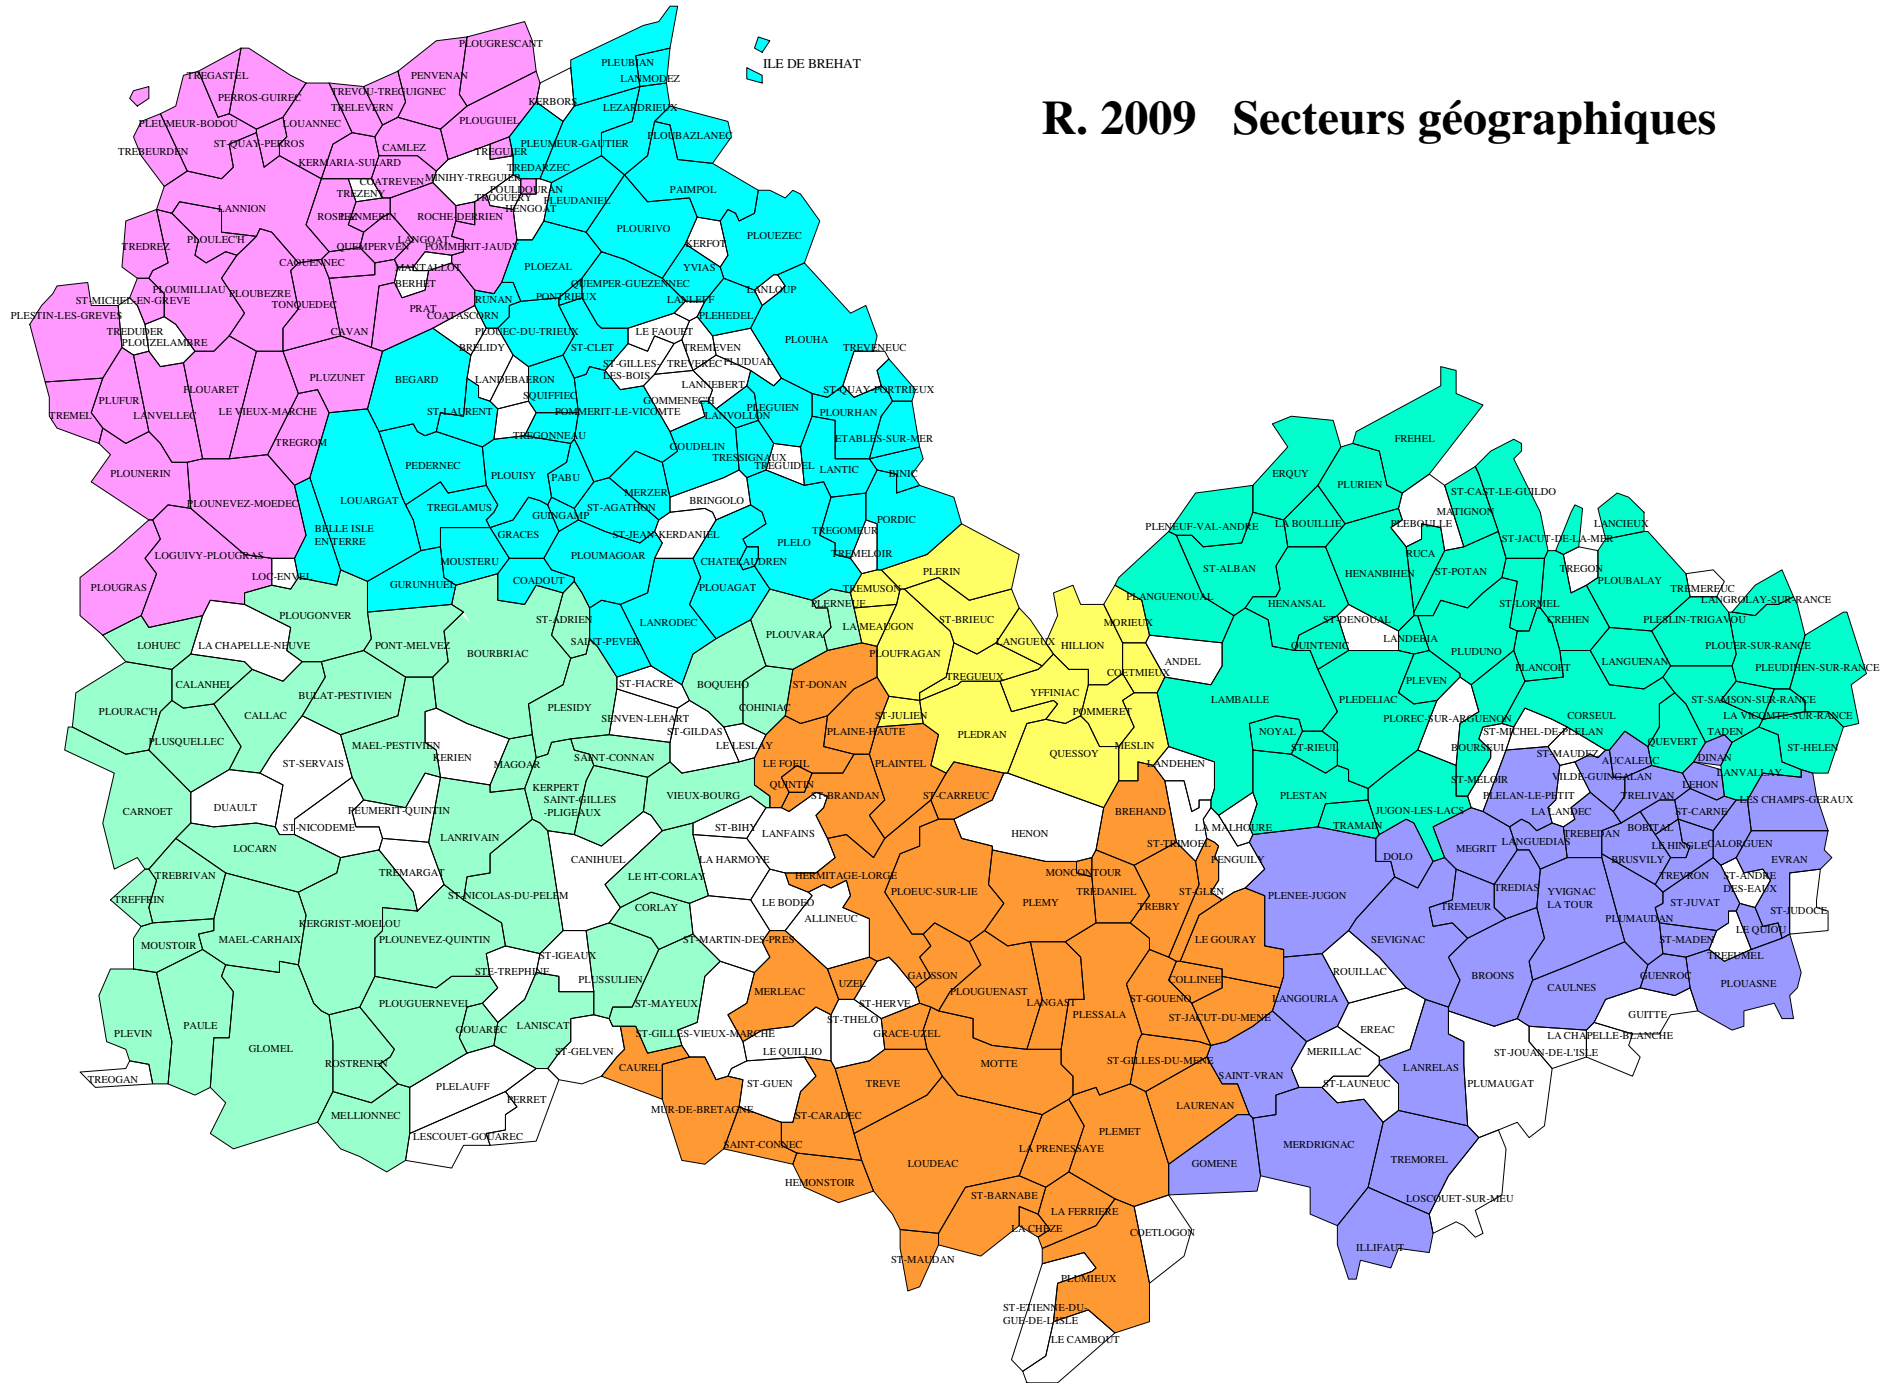 R. 2009 Secteurs géographiques
PLOUGRESCANT
PLEUBIAN
ILE DE BREHAT
TREGASTEL
PENVENAN
LANMODEZ
PERROS-GUIREC
TREVOU-TREGUIGNEC
TRELEVERN
KERBORS
LEZARDRIEUX
PLEUMEUR-BODOU
LOUANNEC
PLOUGUIEL
PLOUBAZLANEC
TREBEURDEN
ST-QUAY-PERROS
CAMLEZ
TREGUIER
PLEUMEUR-GAUTIER
KERMARIA-SULARD
TREDARZEC
COATREVEN
MINIHY-TREGUIER
TREZENY
POULDOURAN
TROGUERY
PAIMPOL
HENGOAT
PLEUDANIEL
LANNION
ROSPEZ
LANMERIN
ROCHE-DERRIEN
PLOURIVO
PLOUEZEC
TREDREZ
PLOULEC'H
QUEMPERVEN
LANGOAT
POMMERIT-JAUDY
KERFOT
CAOUENNEC
MANTALLOT
PLOEZAL
YVIAS
BERHET
QUEMPER-GUEZENNEC
LANLOUP
ST-MICHEL-EN-GREVE
PLOUMILLIAU
PLOUBEZRE
TONQUEDEC
PRAT
RUNAN
PONTRIEUX
LANLEFF
PLESTIN-LES-GREVES
COATASCORN
PLEHEDEL
TREDUDER
PLOUZELAMBRE
CAVAN
PLOUEC-DU-TRIEUX
LE FAOUET
PLOUHA
BRELIDY
ST-CLET
TREMEVEN
TREVENEUC
ST-GILLES-
LES-BOIS
TREVEREC
PLUDUAL
PLUZUNET
BEGARD
LANDEBAERON
LANNEBERT
ST-QUAY-PORTRIEUX
PLUFUR
PLOUARET
SQUIFFIEC
GOMMENEC'H
TREMEL
LANVELLEC
LE VIEUX-MARCHE
ST-LAURENT
POMMERIT-LE-VICOMTE
LANVOLLON
PLEGUIEN
PLOURHAN
TREGROM
TREGONNEAU
GOUDELIN
ETABLES-SUR-MER
FREHEL
PLOUNERIN
PEDERNEC
PLOUISY
PABU
TRESSIGNAUX
TREGUIDEL
LANTIC
BINIC
ERQUY
PLURIEN
PLOUNEVEZ-MOEDEC
LOUARGAT
MERZER
BRINGOLO
ST-CAST-LE-GUILDO
TREGLAMUS
GUINGAMP
ST-AGATHON
PORDIC
MATIGNON
BELLE ISLE
EN TERRE
GRACES
ST-JEAN-KERDANIEL
TREGOMEUR
PLENEUF-VAL-ANDRE
LA BOUILLIE
PLEBOULLE
LANCIEUX
LOGUIVY-PLOUGRAS
MOUSTERU
PLOUMAGOAR
PLELO
TREMELOIR
ST-JACUT-DE-LA-MER
CHATELAUDREN
RUCA
LOC-ENVEL
GURUNHUEL
COADOUT
PLOUAGAT
TREMUSON
PLERIN
ST-ALBAN
HENANBIHEN
ST-POTAN
TREGON
PLOUBALAY
PLOUGRAS
PLERNEUF
PLANGUENOUAL
HENANSAL
ST-LORMEL
TREMEREUC
LANGROLAY-SUR-RANCE
PLOUGONVER
ST-ADRIEN
LANRODEC
LA MEAUGON
ST-BRIEUC
MORIEUX
ST-DENOUAL
CREHEN
PLESLIN-TRIGAVOU
LOHUEC
LA CHAPELLE-NEUVE
PONT-MELVEZ
SAINT-PEVER
PLOUVARA
LANGUEUX
HILLION
QUINTENIC
LANDEBIA
PLOUER-SUR-RANCE
BOURBRIAC
PLOUFRAGAN
ANDEL
PLUDUNO
PLANCOET
LANGUENAN
PLEUDIHEN-SUR-RANCE
CALANHEL
ST-FIACRE
BOQUEHO
ST-DONAN
TREGUEUX
COETMIEUX
PLEVEN
BULAT-PESTIVIEN
YFFINIAC
LAMBALLE
PLEDELIAC
ST-SAMSON-SUR-RANCE
PLOURAC'H
CALLAC
PLESIDY
COHINIAC
ST-JULIEN
POMMERET
PLOREC-SUR-ARGUENON
CORSEUL
LA VICOMTE-SUR-RANCE
SENVEN-LEHART
PLUSQUELLEC
MAEL-PESTIVIEN
ST-GILDAS
PLAINE-HAUTE
PLEDRAN
NOYAL
ST-MICHEL-DE-PLELAN
TADEN
KERIEN
LE LESLAY
MESLIN
ST-RIEUL
BOURSEUL
QUEVERT
ST-HELEN
ST-SERVAIS
MAGOAR
SAINT-CONNAN
LE FOEIL
PLAINTEL
QUESSOY
LANDEHEN
ST-MAUDEZ
AUCALEUC
DINAN
LANVALLAY
QUINTIN
ST-MELOIR
VILDE-GUINGALAN
LEHON
KERPERT
VIEUX-BOURG
ST-BRANDAN
ST-CARREUC
PLESTAN
PLELAN-LE-PETIT
TRELIVAN
LES CHAMPS-GERAUX
CARNOET
DUAULT
PEUMERIT-QUINTIN
SAINT-GILLES
-PLIGEAUX
BREHAND
JUGON-LES-LACS
LA LANDEC
ST-CARNE
ST-NICODEME
LANRIVAIN
ST-BIHY
LANFAINS
HENON
LA MALHOURE
TRAMAIN
TREBEDAN
BOBITAL
LOCARN
ST-TRIMOEL
MEGRIT
LANGUEDIAS
LE HINGLE
CALORGUEN
CANIHUEL
LA HARMOYE
PENGUILY
DOLO
BRUSVILY
EVRAN
TREBRIVAN
TREMARGAT
LE HT-CORLAY
HERMITAGE-LORGE
MONCONTOUR
TREVRON
ST-ANDRE
DES-EAUX
TREFFRIN
ST-NICOLAS-DU-PELEM
PLOEUC-SUR-LIE
TREDANIEL
ST-GLEN
PLENEE-JUGON
TREDIAS
YVIGNAC
LA TOUR
CORLAY
LE BODEO
PLEMY
TREBRY
TREMEUR
ST-JUVAT
ST-JUDOCE
KERGRIST-MOELOU
ALLINEUC
PLUMAUDAN
LE QUIOU
MOUSTOIR
MAEL-CARHAIX
PLOUNEVEZ-QUINTIN
ST-MARTIN-DES-PRES
LE GOURAY
SEVIGNAC
ST-MADEN
ST-IGEAUX
TREFUMEL
STE-TREPHINE
PLUSSULIEN
UZEL
GAUSSON
COLLINEE
ROUILLAC
BROONS
GUENROC
PLOUASNE
MERLEAC
PLOUGUENAST
CAULNES
PLOUGUERNEVEL
ST-MAYEUX
ST-HERVE
LANGAST
ST-GOUENO
LANGOURLA
PLEVIN
PAULE
GOUAREC
LANISCAT
ST-THELO
PLESSALA
ST-JACUT-DU-MENE
GUITTE
ST-GILLES-VIEUX-MARCHE
GRACE-UZEL
EREAC
LA CHAPELLE-BLANCHE
GLOMEL
ST-GELVEN
LE QUILLIO
MERILLAC
ST-JOUAN-DE-L'ISLE
ROSTRENEN
CAUREL
MOTTE
ST-GILLES-DU-MENE
TREOGAN
PLELAUFF
ST-GUEN
TREVE
SAINT-VRAN
ST-LAUNEUC
LANRELAS
PLUMAUGAT
PERRET
MUR-DE-BRETAGNE
ST-CARADEC
LAURENAN
MELLIONNEC
LESCOUET-GOUAREC
SAINT-CONNEC
PLEMET
MERDRIGNAC
LOUDEAC
LA PRENESSAYE
GOMENE
TREMOREL
HEMONSTOIR
ST-BARNABE
LOSCOUET-SUR-MEU
LA FERRIERE
LA CHEZE
COETLOGON
ST-MAUDAN
ILLIFAUT
PLUMIEUX
ST-ETIENNE-DU-
GUE-DE-L'ISLE
LE CAMBOUT